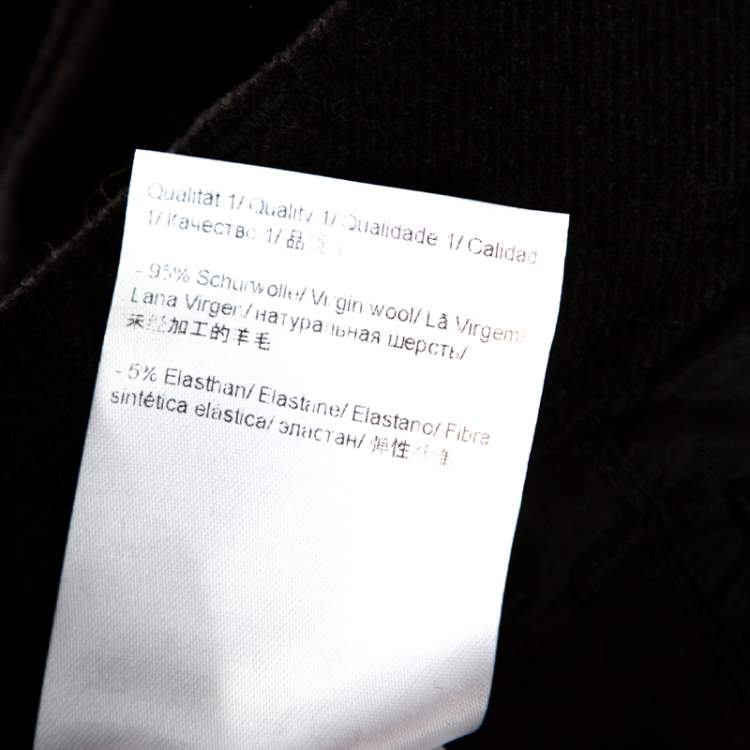 Qualität 1/ Quality 1/ Qualidade 1/ Calidad
1/ Качество 1/ 品
- 95% Schurwolle/ Virgin wool/ Lã Virgem/
Lana Virgen/ натуральная шерсть/
未经加工的羊毛
- 5% Elasthan/ Elastane/ Elastano/ Fibra
sintética elástica/ эластан/ 弹性纤维